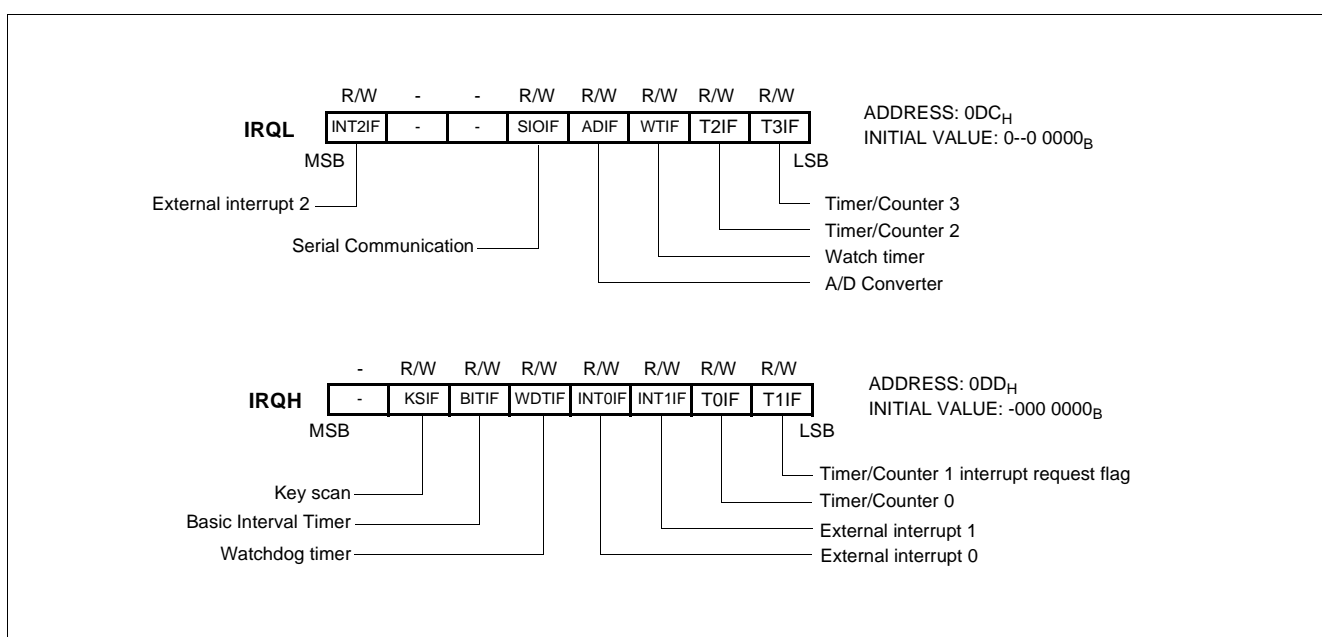 R/W - - R/W R/W R/W R/W R/W
IRQL INT2IF - - SIOIF ADIF WTIF T2IF T3IF
ADDRESS: 0DCH
INITIAL VALUE: 0--0 0000B
MSB LSB
External interrupt 2
Serial Communication
Timer/Counter 3
Timer/Counter 2
Watch timer
A/D Converter
- R/W R/W R/W R/W R/W R/W R/W
IRQH - KSIF BITIF WDTIF INT0IF INT1IF T0IF T1IF
ADDRESS: 0DDH
INITIAL VALUE: -000 0000B
MSB LSB
Key scan
Basic Interval Timer
Watchdog timer
Timer/Counter 1 interrupt request flag
Timer/Counter 0
External interrupt 1
External interrupt 0